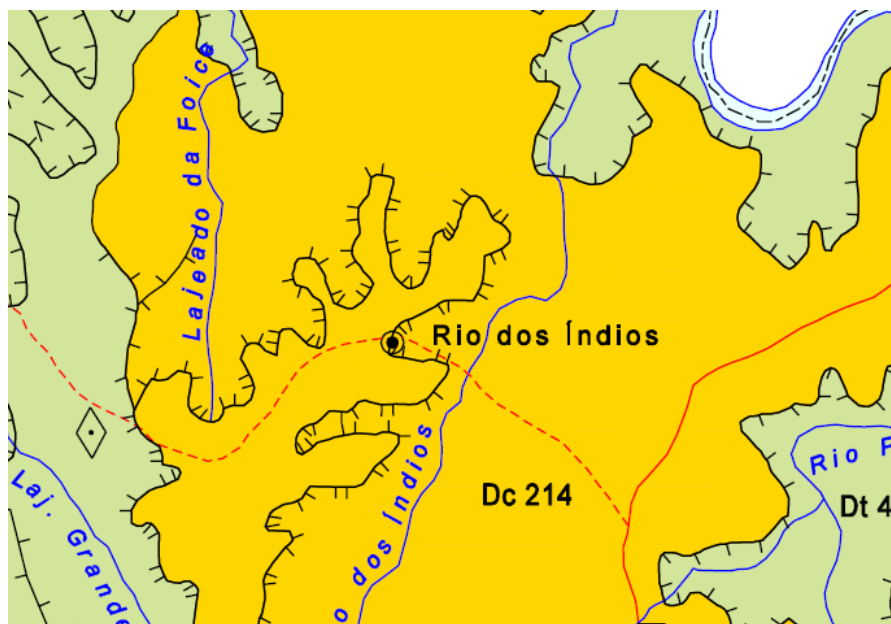 Lajeado da Foice
Rio dos Índios
o dos Índios
Dc 214
Rio F
Dt 4
Laj. Grande